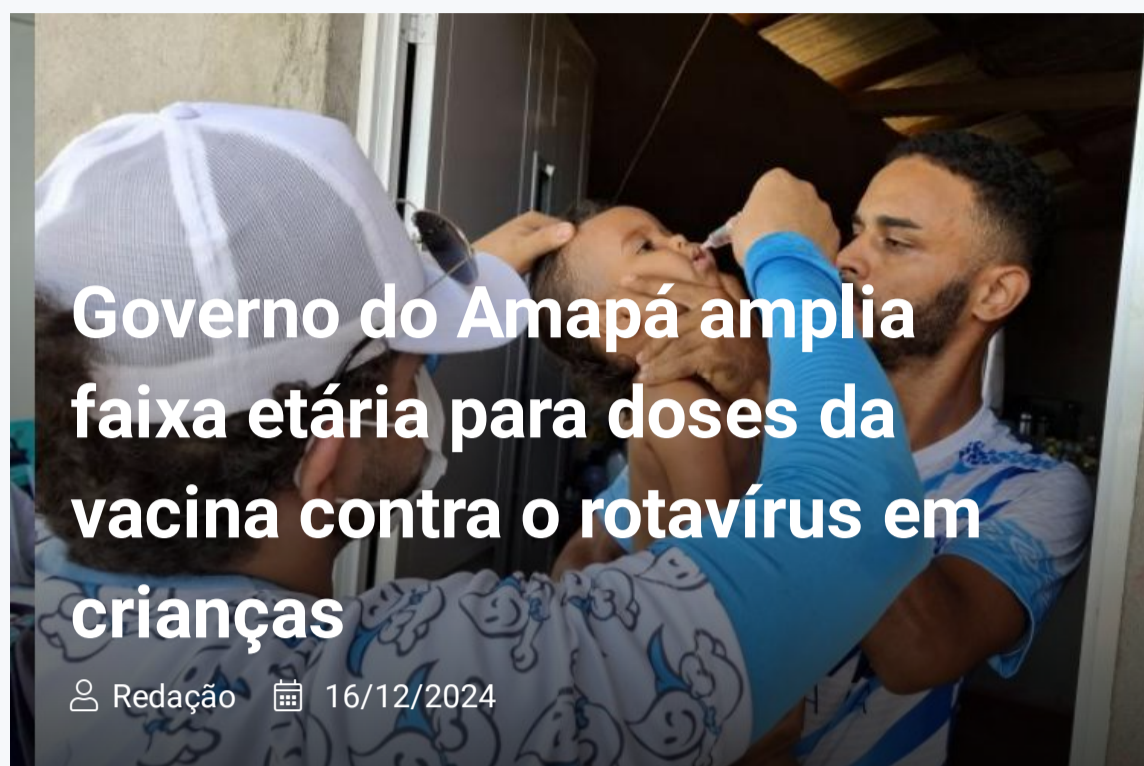 Governo do Amapá amplia
faixa etária para doses da
vacina contra o rotavírus em
crianças
Redação 16/12/2024